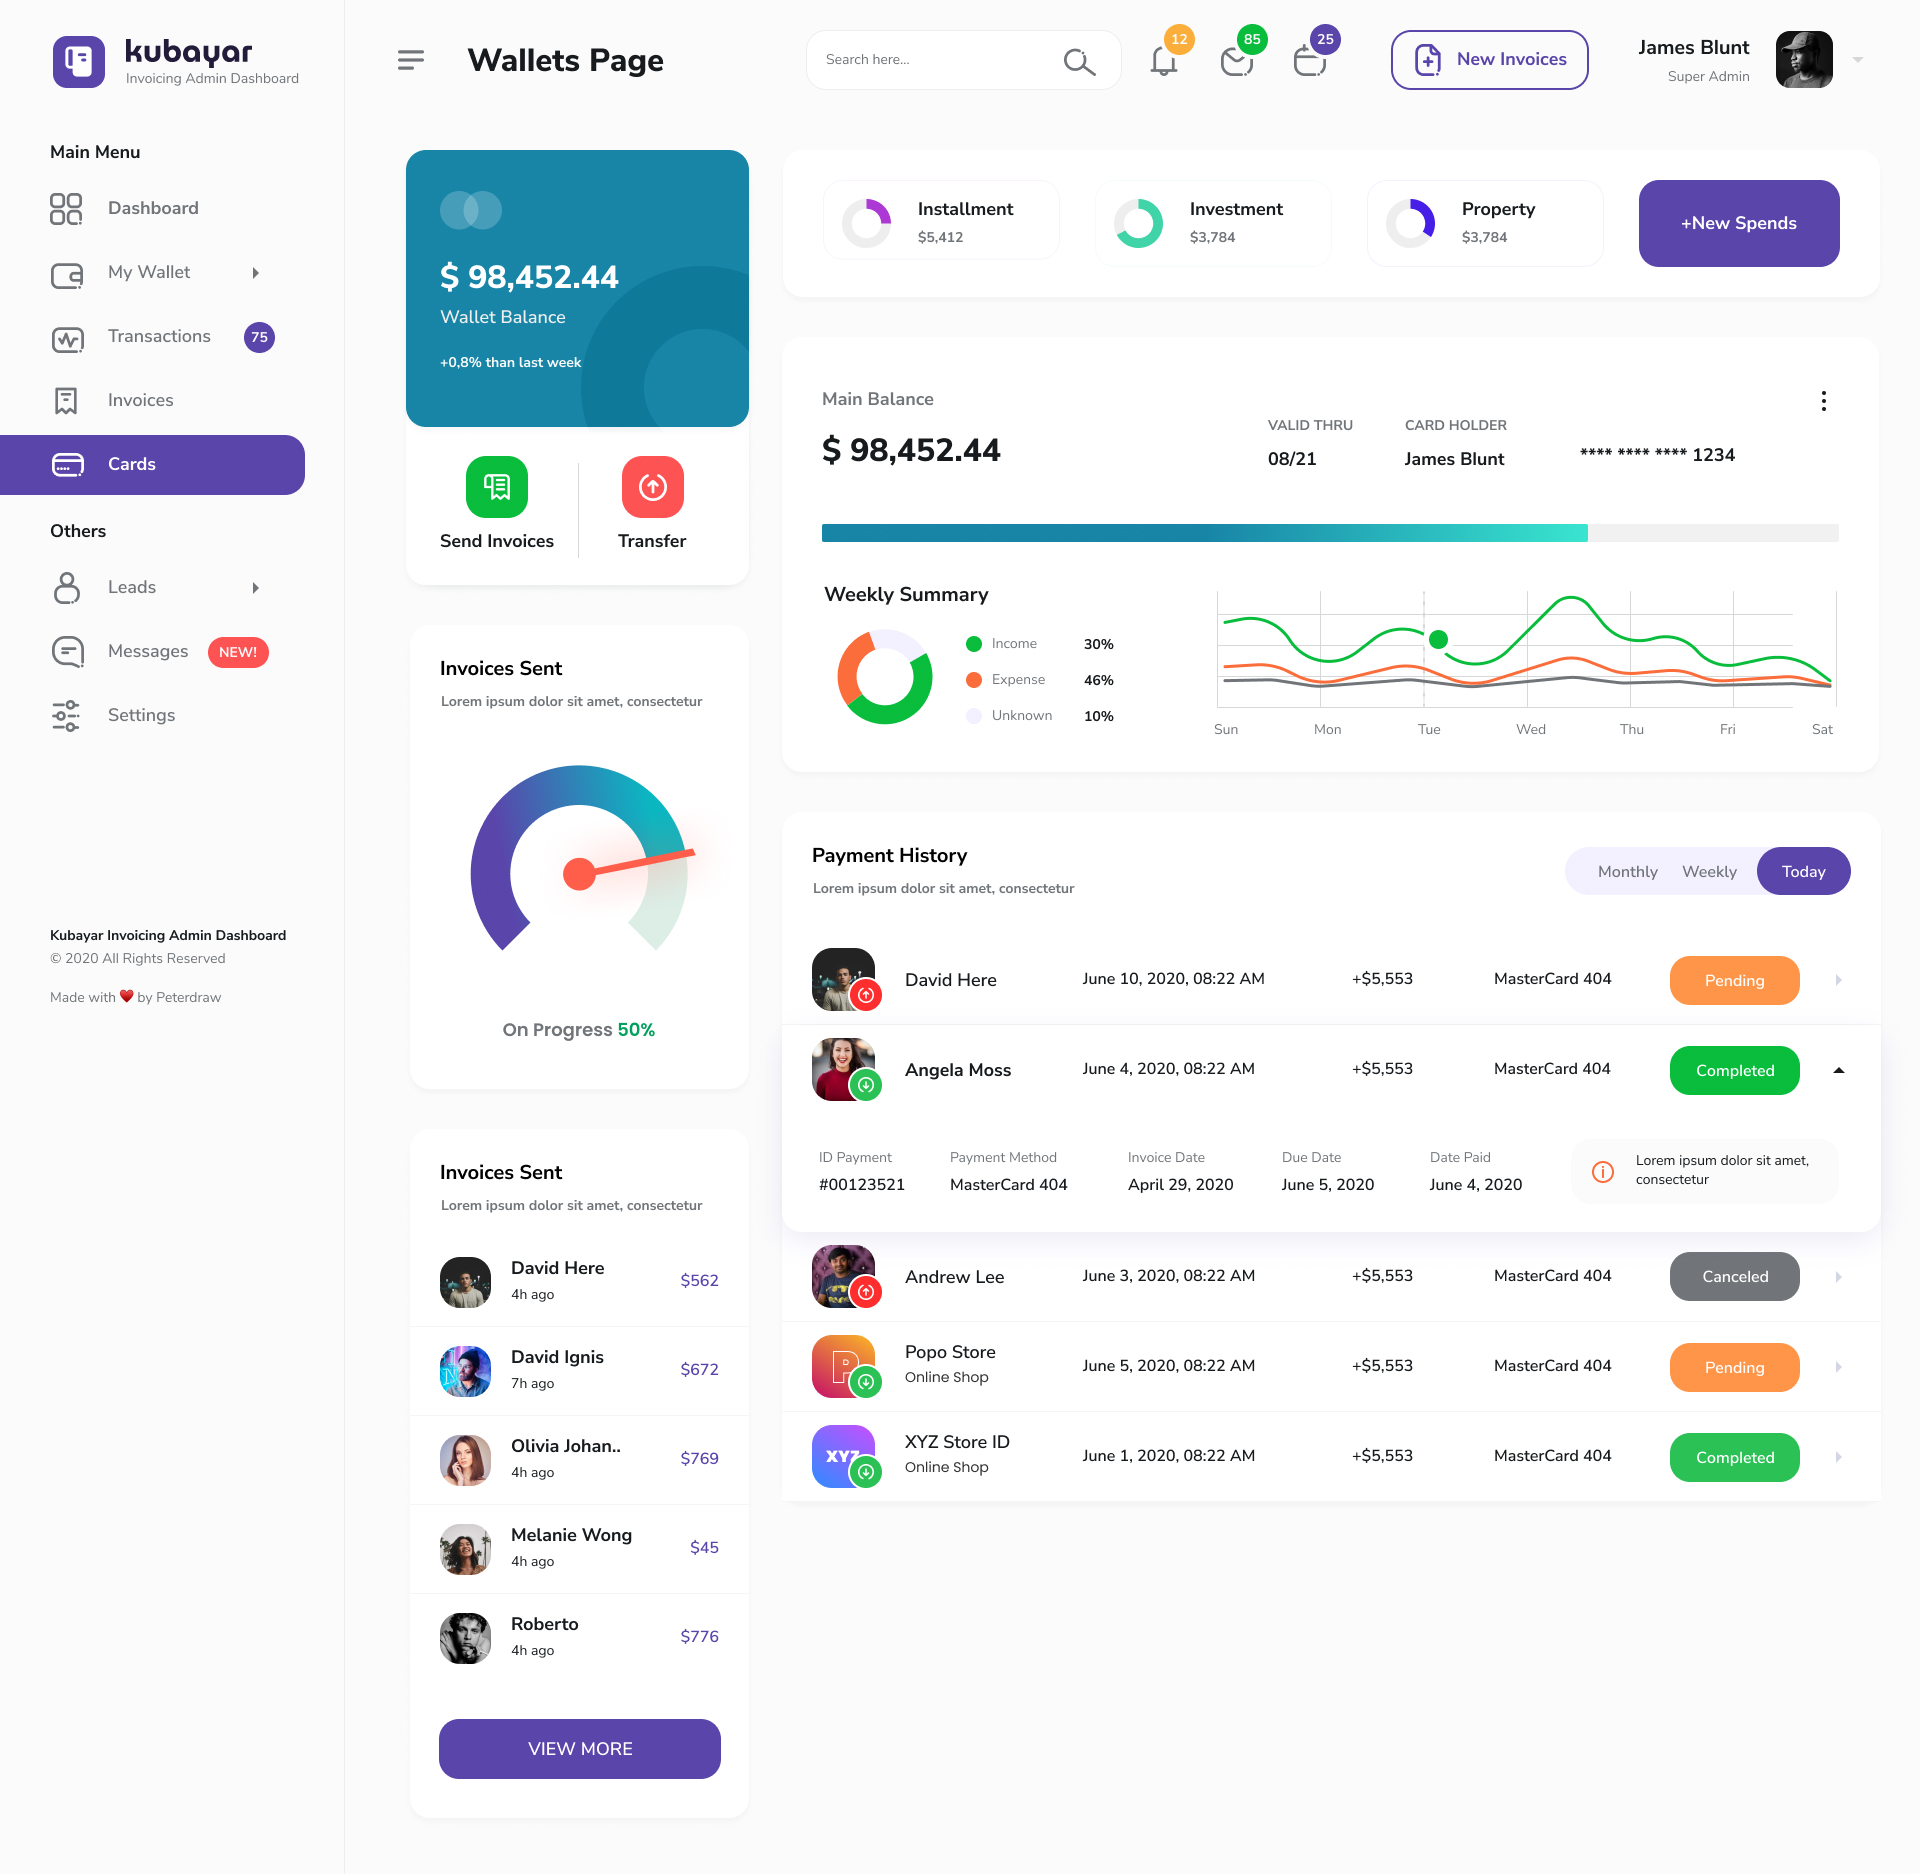 kubayar
Invoicing Admin Dashboard
Main Menu
Dashboard
My Wallet
Transactions 75
Invoices
Cards
Others
Leads
Messages NEW!
Settings
Kubayar Invoicing Admin Dashboard
© 2020 All Rights Reserved
Made with ❤️ by Peterdraw
Wallets Page
Search here...
12
85
25
New Invoices
James Blunt
Super Admin
$ 98,452.44
Wallet Balance
+0,8% than last week
Send Invoices
Transfer
Installment
$5,412
Investment
$3,784
Property
$3,784
+New Spends
Main Balance
$ 98,452.44
VALID THRU
08/21
CARD HOLDER
James Blunt
**** **** **** 1234
Weekly Summary
Income 30%
Expense 46%
Unknown 10%
Sun Mon Tue Wed Thu Fri Sat
Invoices Sent
Lorem ipsum dolor sit amet, consectetur
On Progress 50%
Invoices Sent
Lorem ipsum dolor sit amet, consectetur
David Here
4h ago
$562
David Ignis
7h ago
$672
Olivia Johan..
4h ago
$769
Melanie Wong
4h ago
$45
Roberto
4h ago
$776
VIEW MORE
Payment History
Lorem ipsum dolor sit amet, consectetur
Monthly Weekly Today
David Here June 10, 2020, 08:22 AM +$5,553 MasterCard 404 Pending
Angela Moss June 4, 2020, 08:22 AM +$5,553 MasterCard 404 Completed
ID Payment Payment Method Invoice Date Due Date Date Paid
#00123521 MasterCard 404 April 29, 2020 June 5, 2020 June 4, 2020
Lorem ipsum dolor sit amet,
consectetur
Andrew Lee June 3, 2020, 08:22 AM +$5,553 MasterCard 404 Canceled
P
Popo Store
Online Shop
June 5, 2020, 08:22 AM +$5,553 MasterCard 404 Pending
XYZ
XYZ Store ID
Online Shop
June 1, 2020, 08:22 AM +$5,553 MasterCard 404 Completed